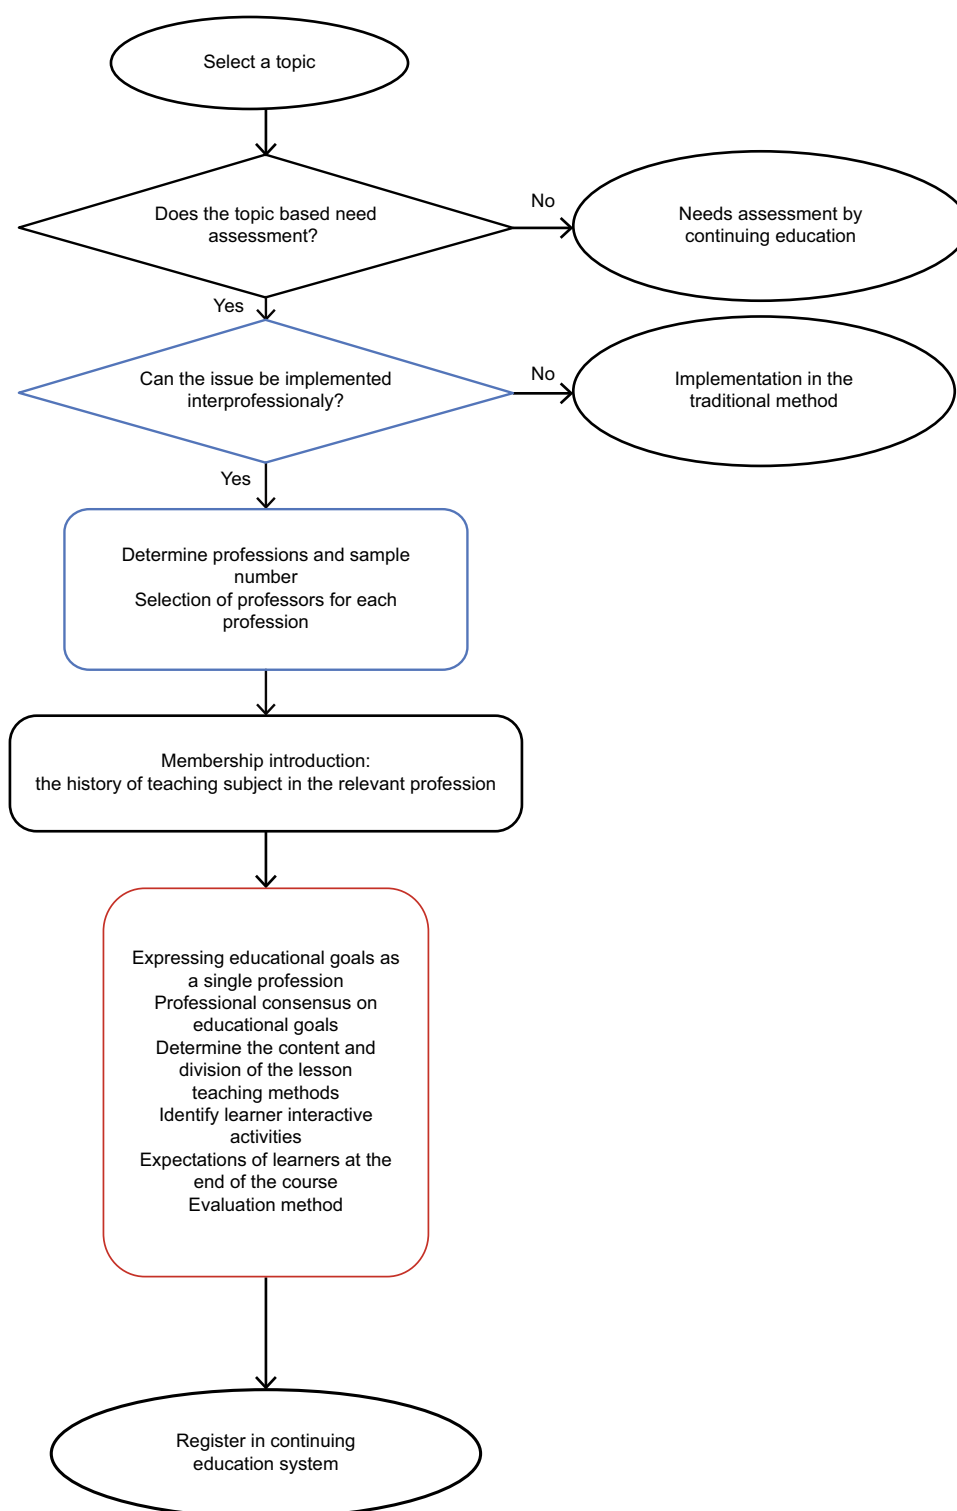 Select a topic
Does the topic based need
assessment?
No
Needs assessment by
continuing education
Yes
Can the issue be implemented
interprofessionaly?
No
Implementation in the
traditional method
Yes
Determine professions and sample
number
Selection of professors for each
profession
Membership introduction:
the history of teaching subject in the relevant profession
Expressing educational goals as
a single profession
Professional consensus on
educational goals
Determine the content and
division of the lesson
teaching methods
Identify learner interactive
activities
Expectations of learners at the
end of the course
Evaluation method
Register in continuing
education system